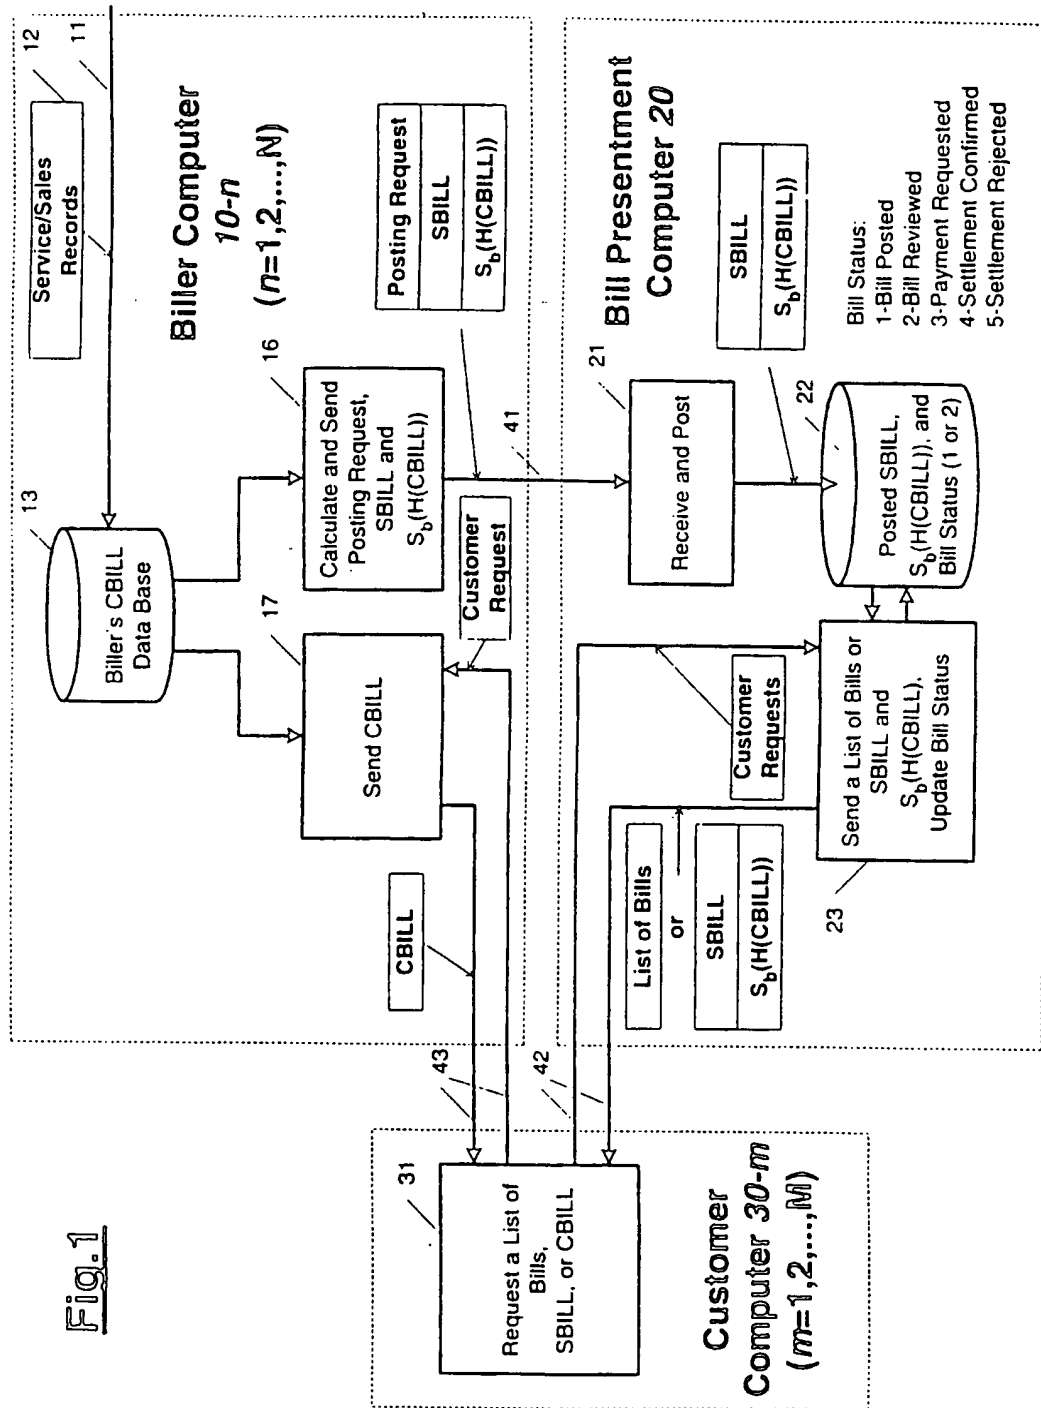 Fig.1
12
11
Service/Sales
Records
13
Biller's CBILL
Data Base
Biller Computer
10-n
(n=1,2,...,N)
16
Calculate and Send
Posting Request,
SBILL and
S_b(H(CBILL))
Posting Request
SBILL
S_b(H(CBILL))
17
Send CBILL
Customer
Request
41
CBILL
43
42
31
Request a List of
Bills,
SBILL, or CBILL
Customer
Computer 30-m
(m=1,2,...,M)
Bill Presentment
Computer 20
21
Receive and Post
SBILL
S_b(H(CBILL))
22
Posted SBILL,
S_b(H(CBILL)), and
Bill Status (1 or 2)
Bill Status:
1-Bill Posted
2-Bill Reviewed
3-Payment Requested
4-Settlement Confirmed
5-Settlement Rejected
Customer
Requests
List of Bills
or
SBILL
S_b(H(CBILL))
23
Send a List of Bills or
SBILL and
S_b(H(CBILL),
Update Bill Status